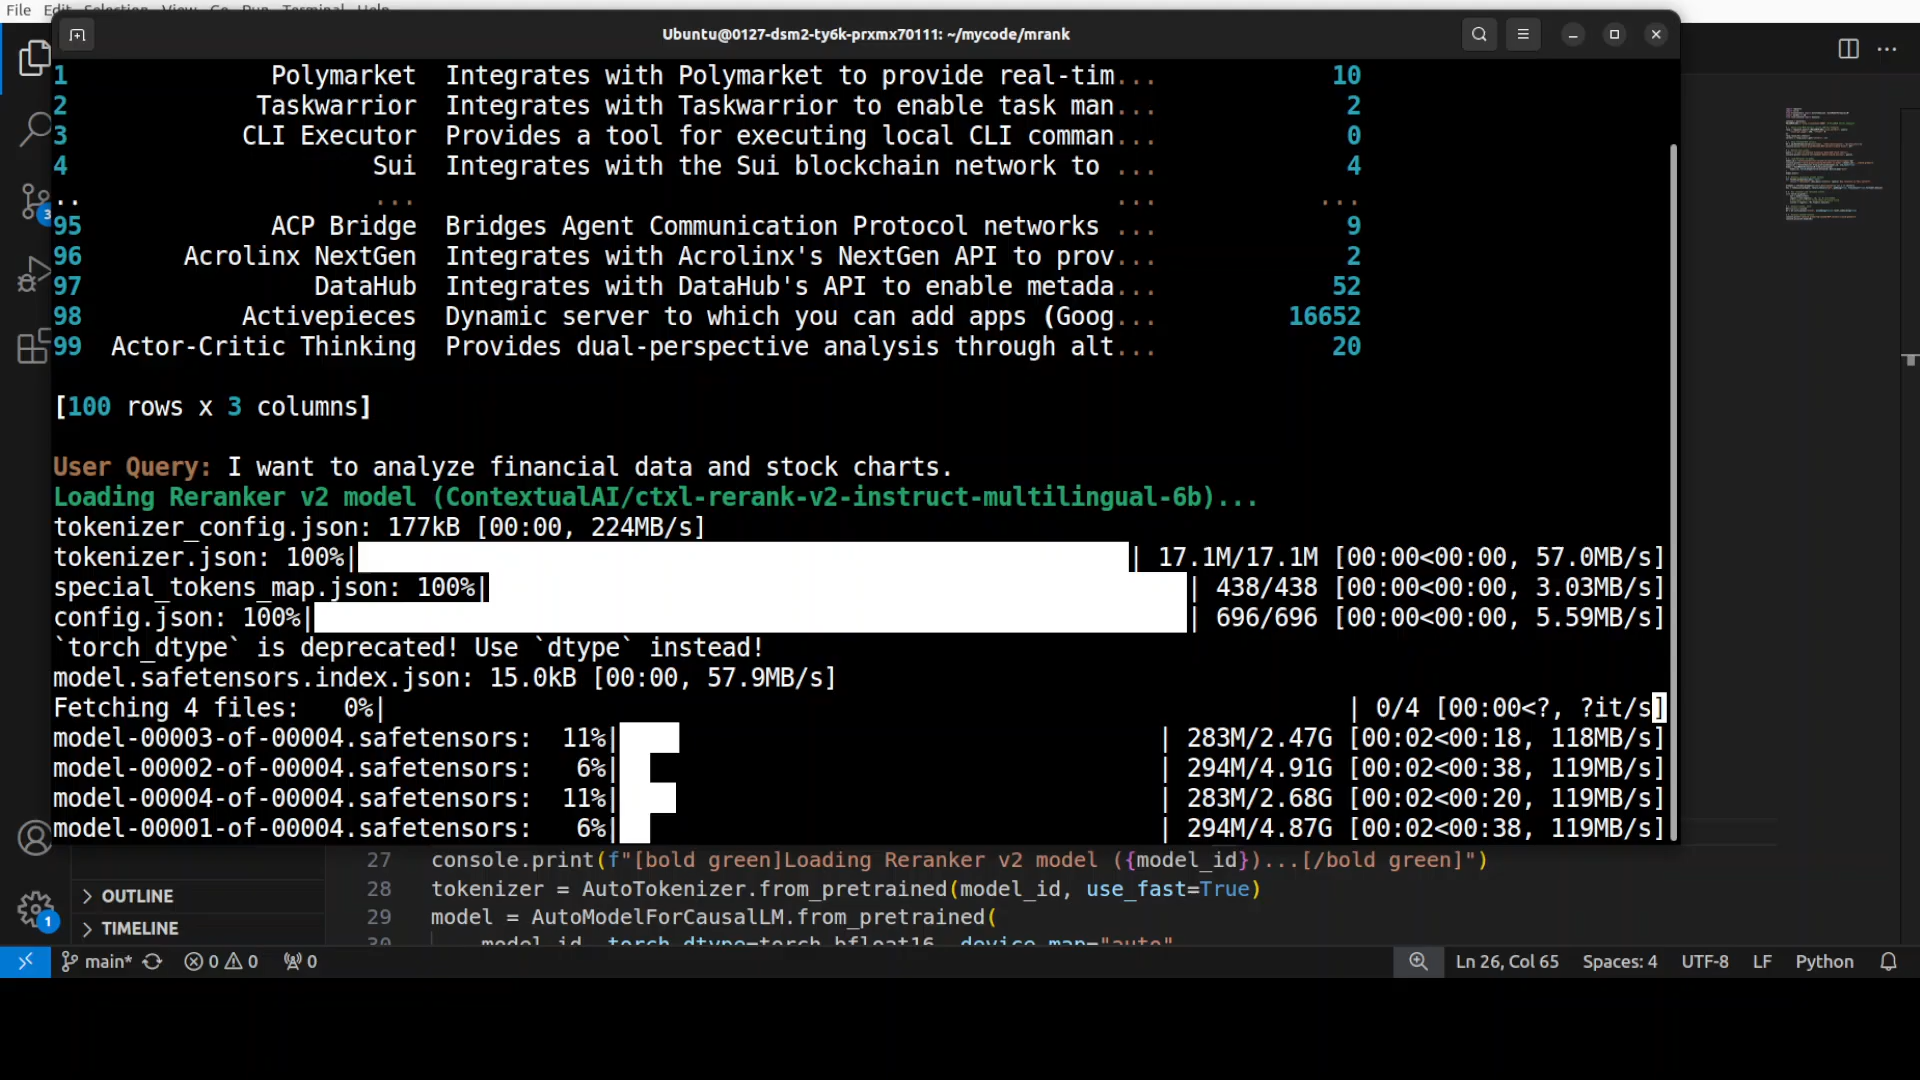 File Edit Selection View Go Run Terminal Help
Ubuntu@0127-dsm2-ty6k-prxmx70111: ~/mycode/mrank
1 Polymarket Integrates with Polymarket to provide real-tim... 10
2 Taskwarrior Integrates with Taskwarrior to enable task man... 2
3 CLI Executor Provides a tool for executing local CLI comman... 0
4 Sui Integrates with the Sui blockchain network to ... 4
.. ... ... ...
95 ACP Bridge Bridges Agent Communication Protocol networks ... 9
96 Acrolinx NextGen Integrates with Acrolinx's NextGen API to prov... 2
97 DataHub Integrates with DataHub's API to enable metada... 52
98 Activepieces Dynamic server to which you can add apps (Goog... 16652
99 Actor-Critic Thinking Provides dual-perspective analysis through alt... 20
[100 rows x 3 columns]
User Query: I want to analyze financial data and stock charts.
Loading Reranker v2 model (ContextualAI/ctxl-rerank-v2-instruct-multilingual-6b)...
tokenizer_config.json: 177kB [00:00, 224MB/s]
tokenizer.json: 100%| | 17.1M/17.1M [00:00<00:00, 57.0MB/s]
special_tokens_map.json: 100%| | 438/438 [00:00<00:00, 3.03MB/s]
config.json: 100%| | 696/696 [00:00<00:00, 5.59MB/s]
`torch_dtype` is deprecated! Use `dtype` instead!
model.safetensors.index.json: 15.0kB [00:00, 57.9MB/s]
Fetching 4 files: 0%| | 0/4 [00:00<?, ?it/s]
model-00003-of-00004.safetensors: 11%| | 283M/2.47G [00:02<00:18, 118MB/s]
model-00002-of-00004.safetensors: 6%| | 294M/4.91G [00:02<00:38, 119MB/s]
model-00004-of-00004.safetensors: 11%| | 283M/2.68G [00:02<00:20, 119MB/s]
model-00001-of-00004.safetensors: 6%| | 294M/4.87G [00:02<00:38, 119MB/s]
27 console.print(f"[bold green]Loading Reranker v2 model ({model_id})...[/bold green]")
28 tokenizer = AutoTokenizer.from_pretrained(model_id, use_fast=True)
29 model = AutoModelForCausalLM.from_pretrained(
30 model_id, torch_dtype=torch.bfloat16, device_map="auto"
OUTLINE
TIMELINE
3
1
main* 0 0 0 Ln 26, Col 65 Spaces: 4 UTF-8 LF Python